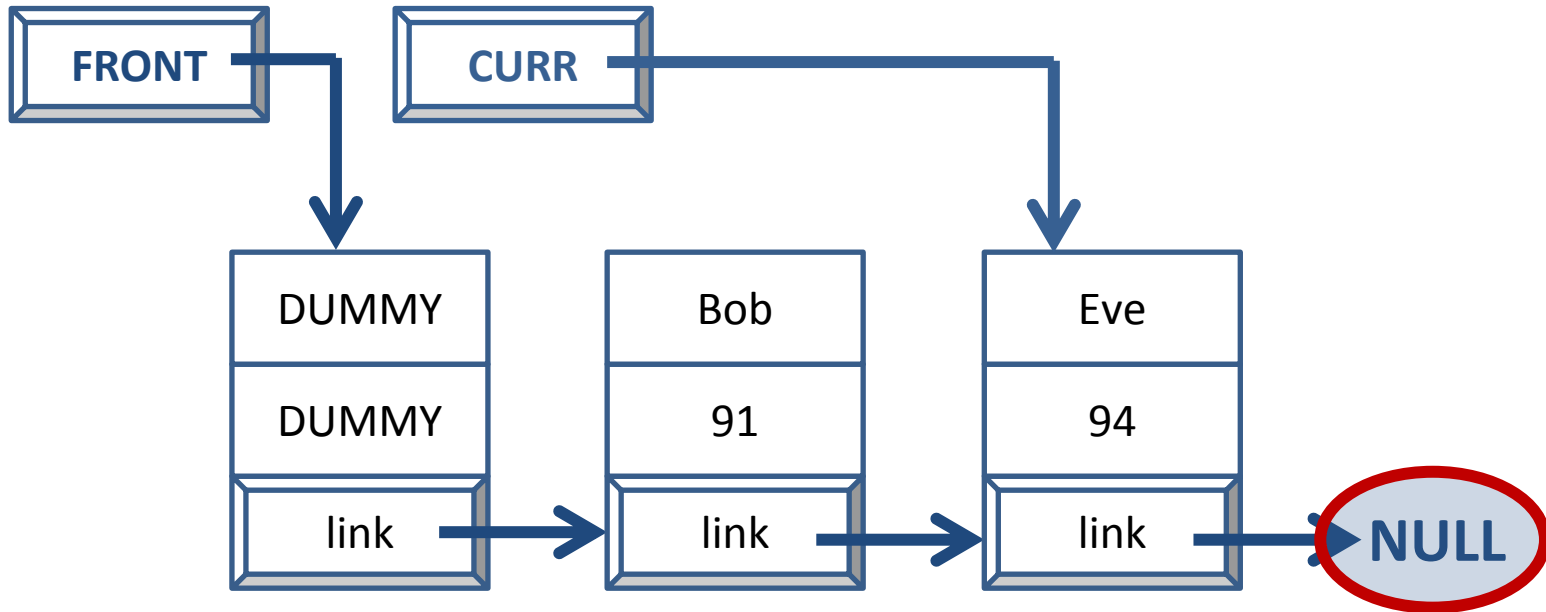 FRONT
CURR
DUMMY
Bob
Eve
DUMMY
91
94
link
link
link
NULL